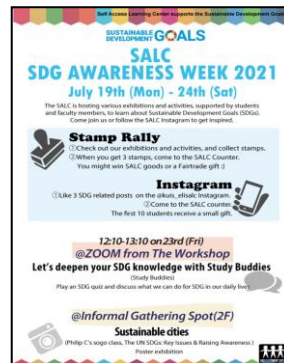 Self Access Learning Center supports the Sustainable Development Goals
SUSTAINABLE
DEVELOPMENT GOALS
SALC
SDG AWARENESS WEEK 2021
July 19th (Mon) - 24th (Sat)
The SALC is hosting various exhibitions and activities, supported by students
and faculty members, to learn about Sustainable Development Goals (SDGs).
Come join us or follow the SALC Instagram to get inspired.
Stamp Rally
①Check out our exhibitions and activities, and collect stamps.
②When you get 3 stamps, come to the SALC Counter.
You might win SALC goods or a Fairtrade gift :)
Instagram
①Like 3 SDG related posts on the @kuis_elisalc Instagram.
②Come to the SALC counter.
The first 10 students receive a small gift.
12:10-13:10 on 23rd (Fri)
@ZOOM from The Workshop
Let's deepen your SDG knowledge with Study Buddies
(Study Buddies)
Play an SDG quiz and discuss what we can do for SDG in our daily lives
@Informal Gathering Spot(2F)
Sustainable cities
(Philip C's sogo class, The UN SDGs: Key Issues & Raising Awareness )
Poster exhibition